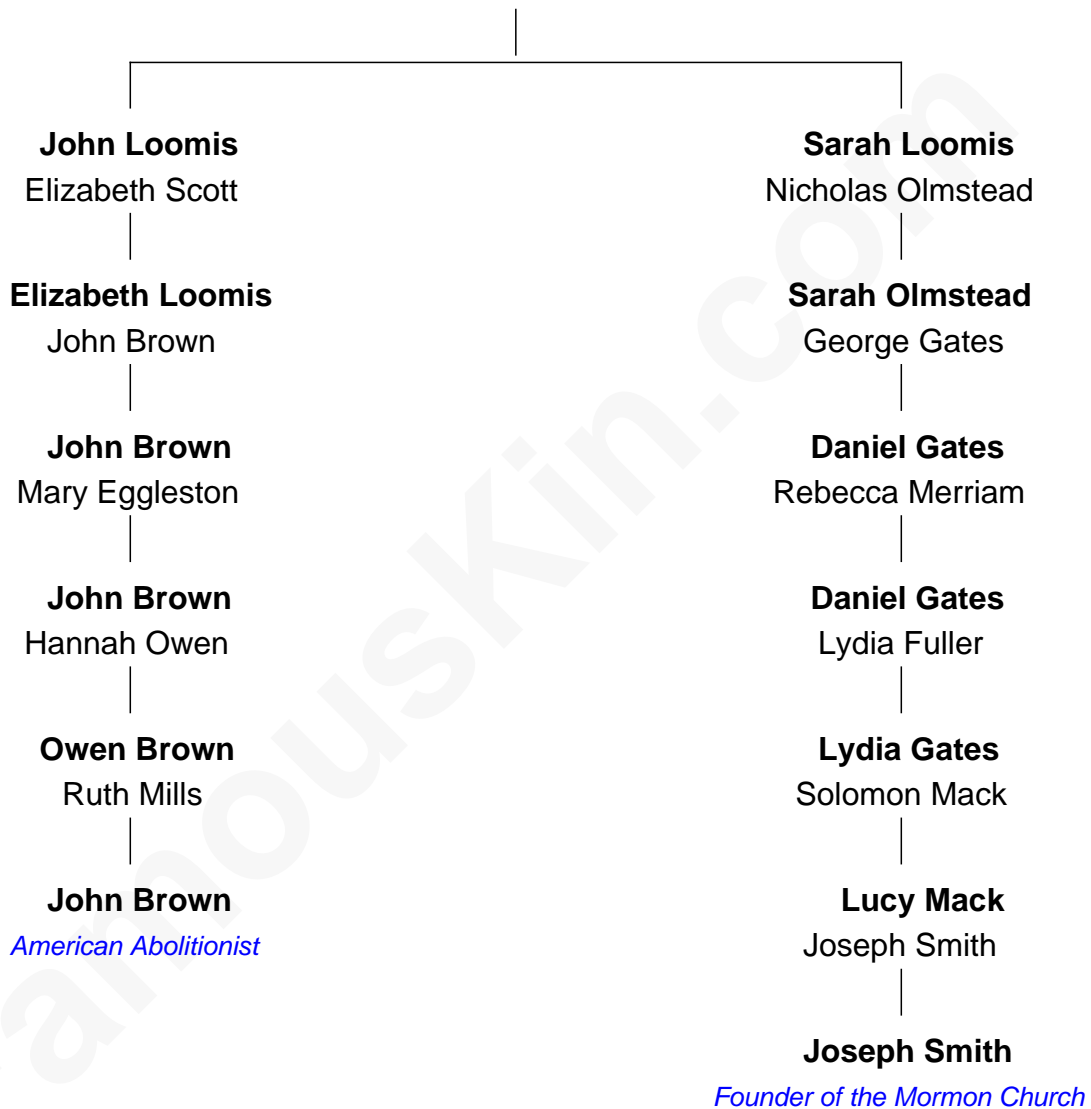 John Loomis
Elizabeth Scott
Elizabeth Loomis
John Brown
John Brown
Mary Eggleston
John Brown
Hannah Owen
Owen Brown
Ruth Mills
John Brown
American Abolitionist
Sarah Loomis
Nicholas Olmstead
Sarah Olmstead
George Gates
Daniel Gates
Rebecca Merriam
Daniel Gates
Lydia Fuller
Lydia Gates
Solomon Mack
Lucy Mack
Joseph Smith
Joseph Smith
Founder of the Mormon Church
amousKin.com